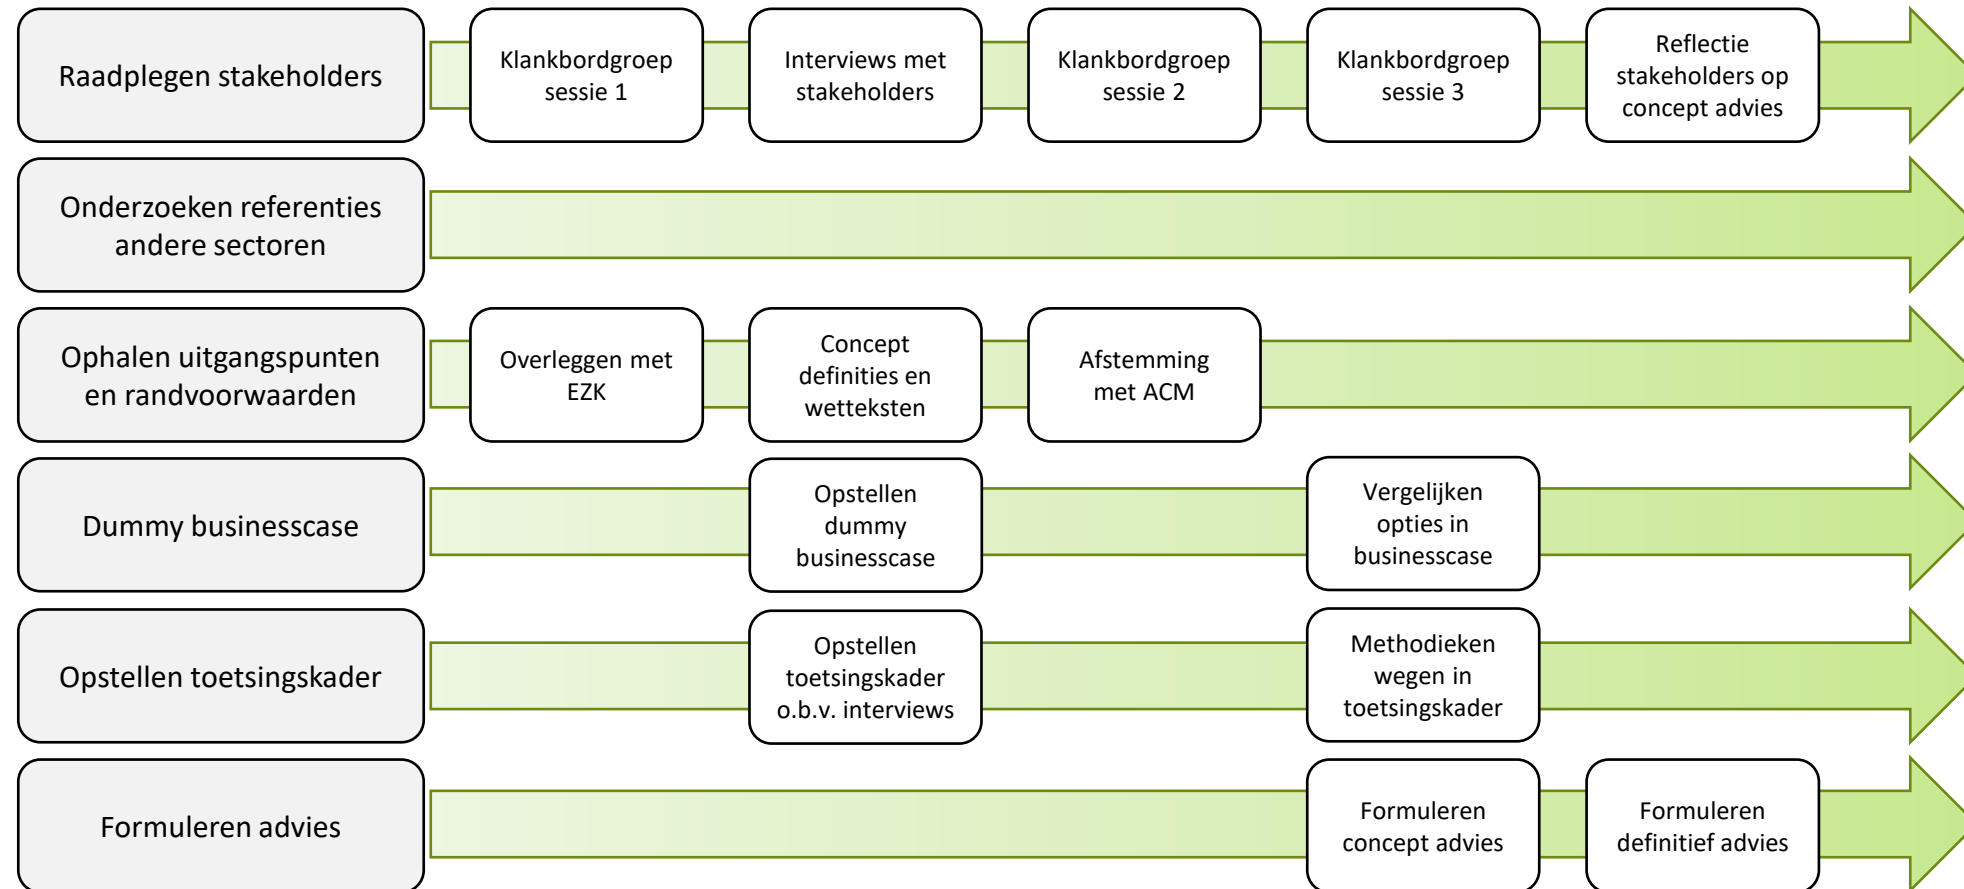 Raadplegen stakeholders
Klankbordgroep
sessie 1
Interviews met
stakeholders
Klankbordgroep
sessie 2
Klankbordgroep
sessie 3
Reflectie
stakeholders op
concept advies
Onderzoeken referenties
andere sectoren
Ophalen uitgangspunten
en randvoorwaarden
Overleggen met
EZK
Concept
definities en
wetteksten
Afstemming
met ACM
Dummy businesscase
Opstellen
dummy
businesscase
Vergelijken
opties in
businesscase
Opstellen toetsingskader
Opstellen
toetsingskader
o.b.v. interviews
Methodieken
wegen in
toetsingskader
Formuleren advies
Formuleren
concept advies
Formuleren
definitief advies